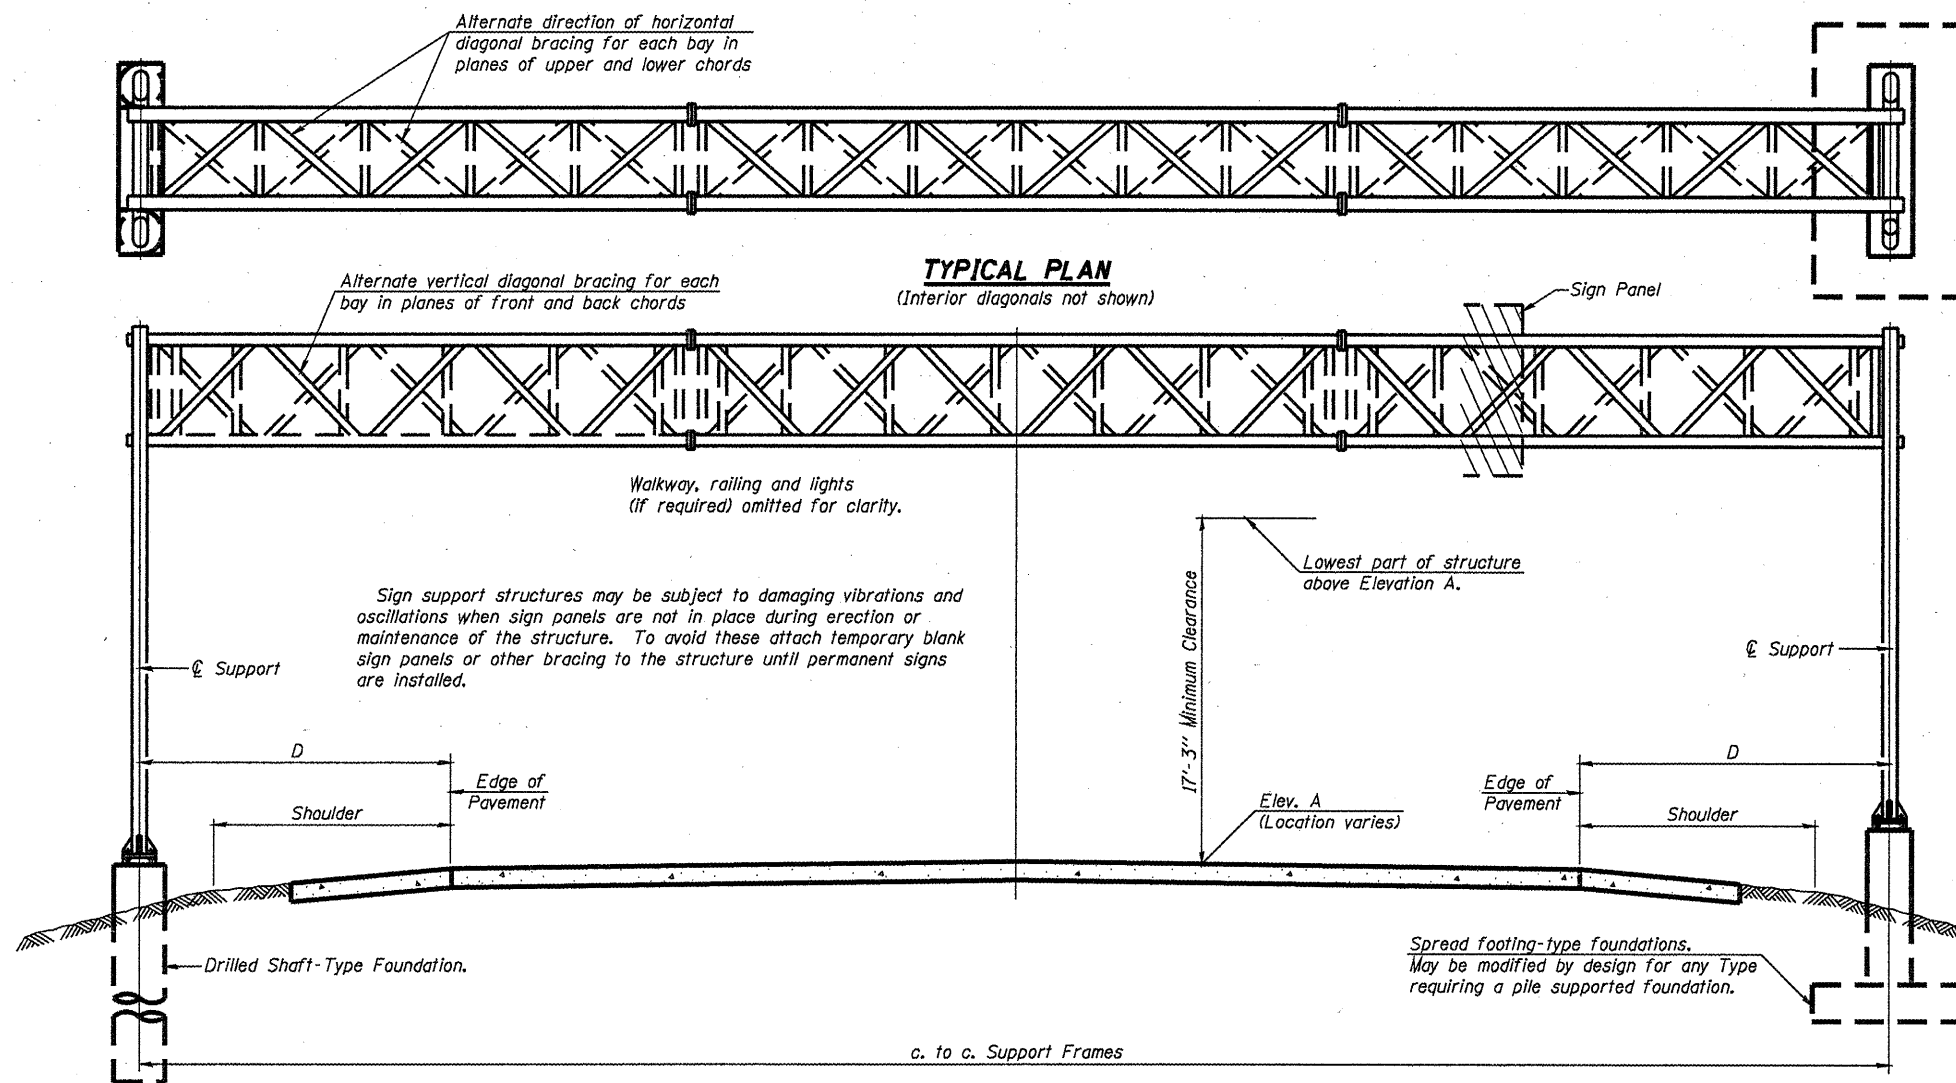 Alternate direction of horizontal
diagonal bracing for each bay in
planes of upper and lower chords
TYPICAL PLAN
(Interior diagonals not shown)
Alternate vertical diagonal bracing for each
bay in planes of front and back chords
Sign Panel
Walkway, railing and lights
(if required) omitted for clarity.
Lowest part of structure
above Elevation A.
17'-3" Minimum Clearance
Sign support structures may be subject to damaging vibrations and
oscillations when sign panels are not in place during erection or
maintenance of the structure. To avoid these attach temporary blank
sign panels or other bracing to the structure until permanent signs
are installed.
℄ Support
℄ Support
D
D
Edge of
Pavement
Edge of
Pavement
Shoulder
Shoulder
Elev. A
(Location varies)
Drilled Shaft-Type Foundation.
Spread footing-type foundations.
May be modified by design for any Type
requiring a pile supported foundation.
c. to c. Support Frames